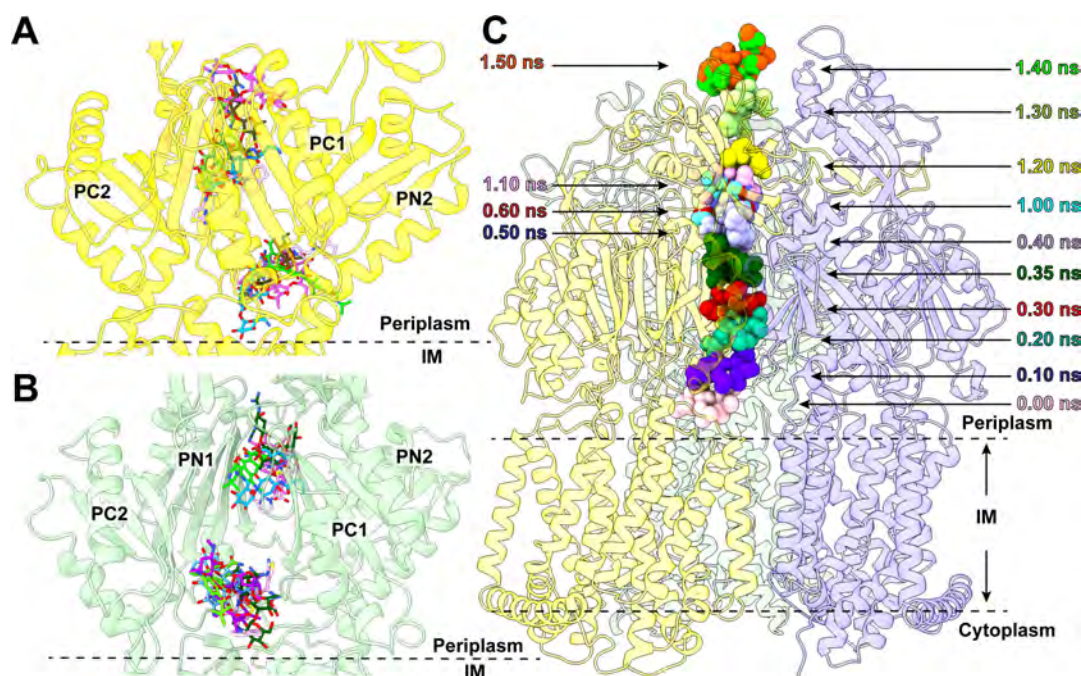 A
PC1
PC2
PN2
Periplasm
IM
B
PN1
PN2
PC2
PC1
Periplasm
IM
C
1.50 ns
1.10 ns
0.60 ns
0.50 ns
1.40 ns
1.30 ns
1.20 ns
1.00 ns
0.40 ns
0.35 ns
0.30 ns
0.20 ns
0.10 ns
0.00 ns
Periplasm
IM
Cytoplasm